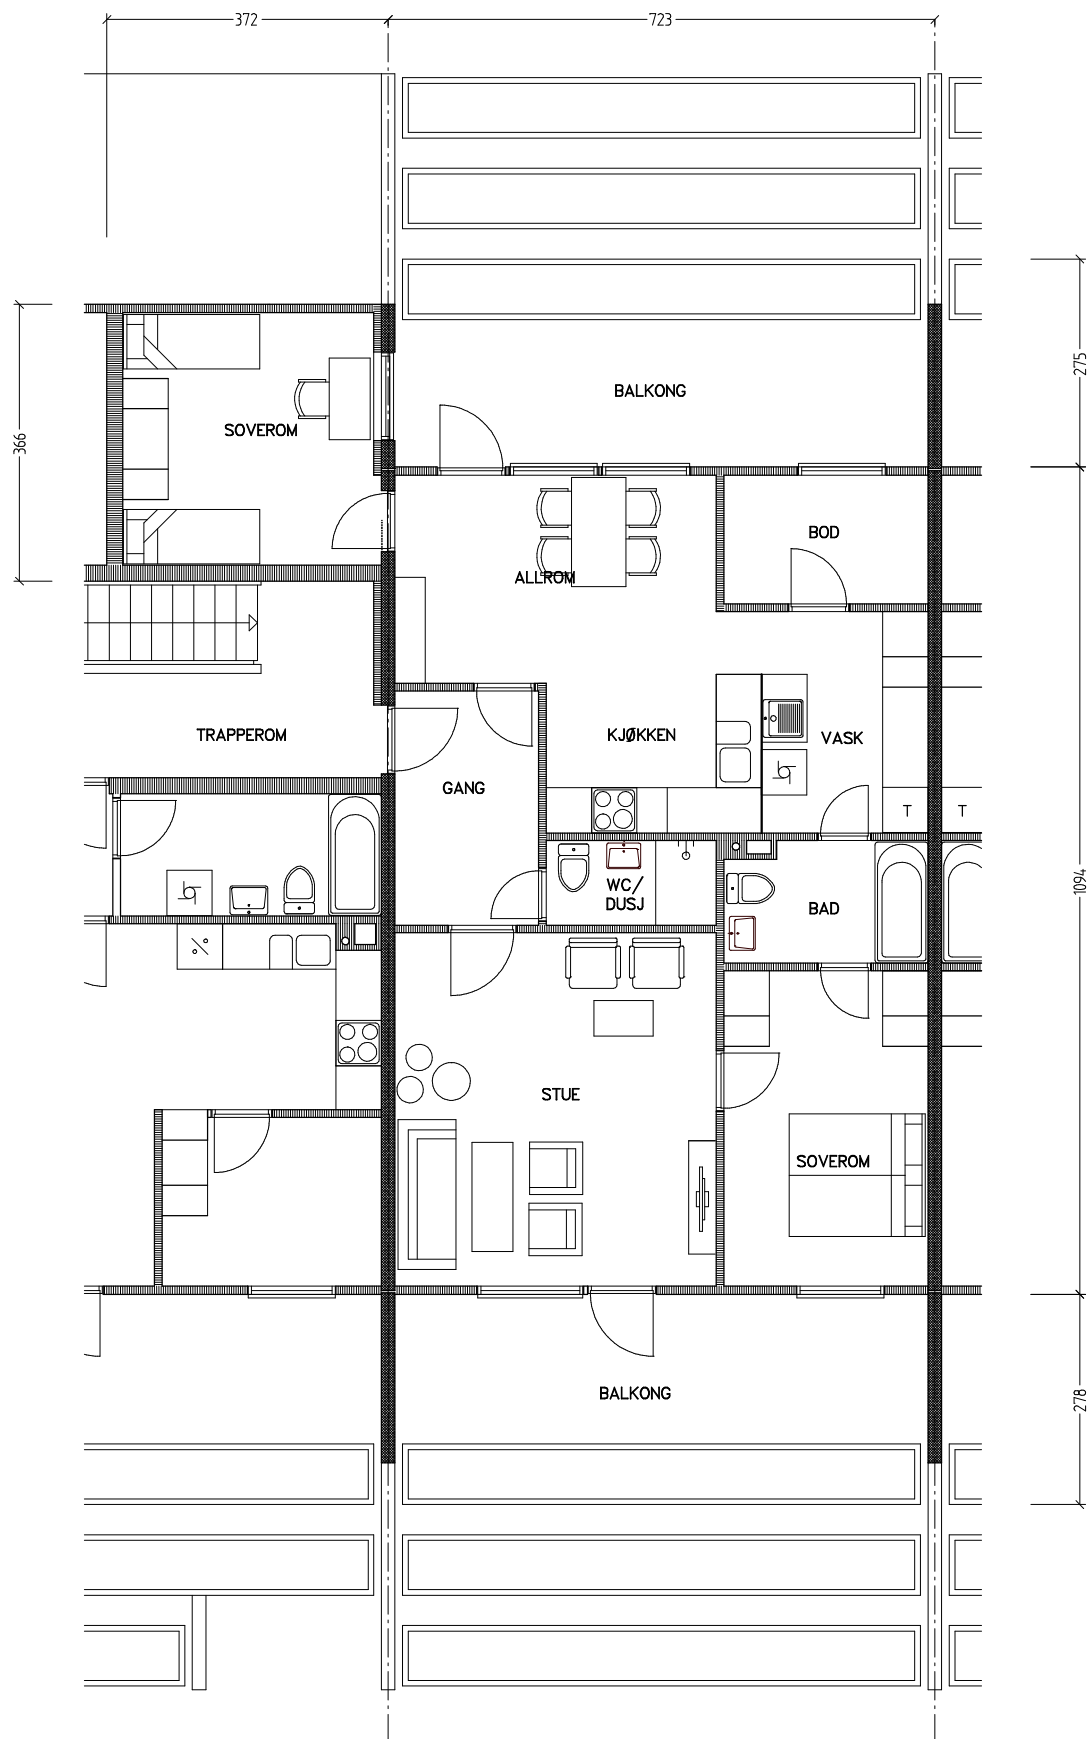 372
723
275
BALKONG
SOVEROM
366
BOD
ALLROM
TRAPPEROM
KJØKKEN
VASK
GANG
T
T
WC/
DUSJ
BAD
1094
STUE
SOVEROM
BALKONG
278